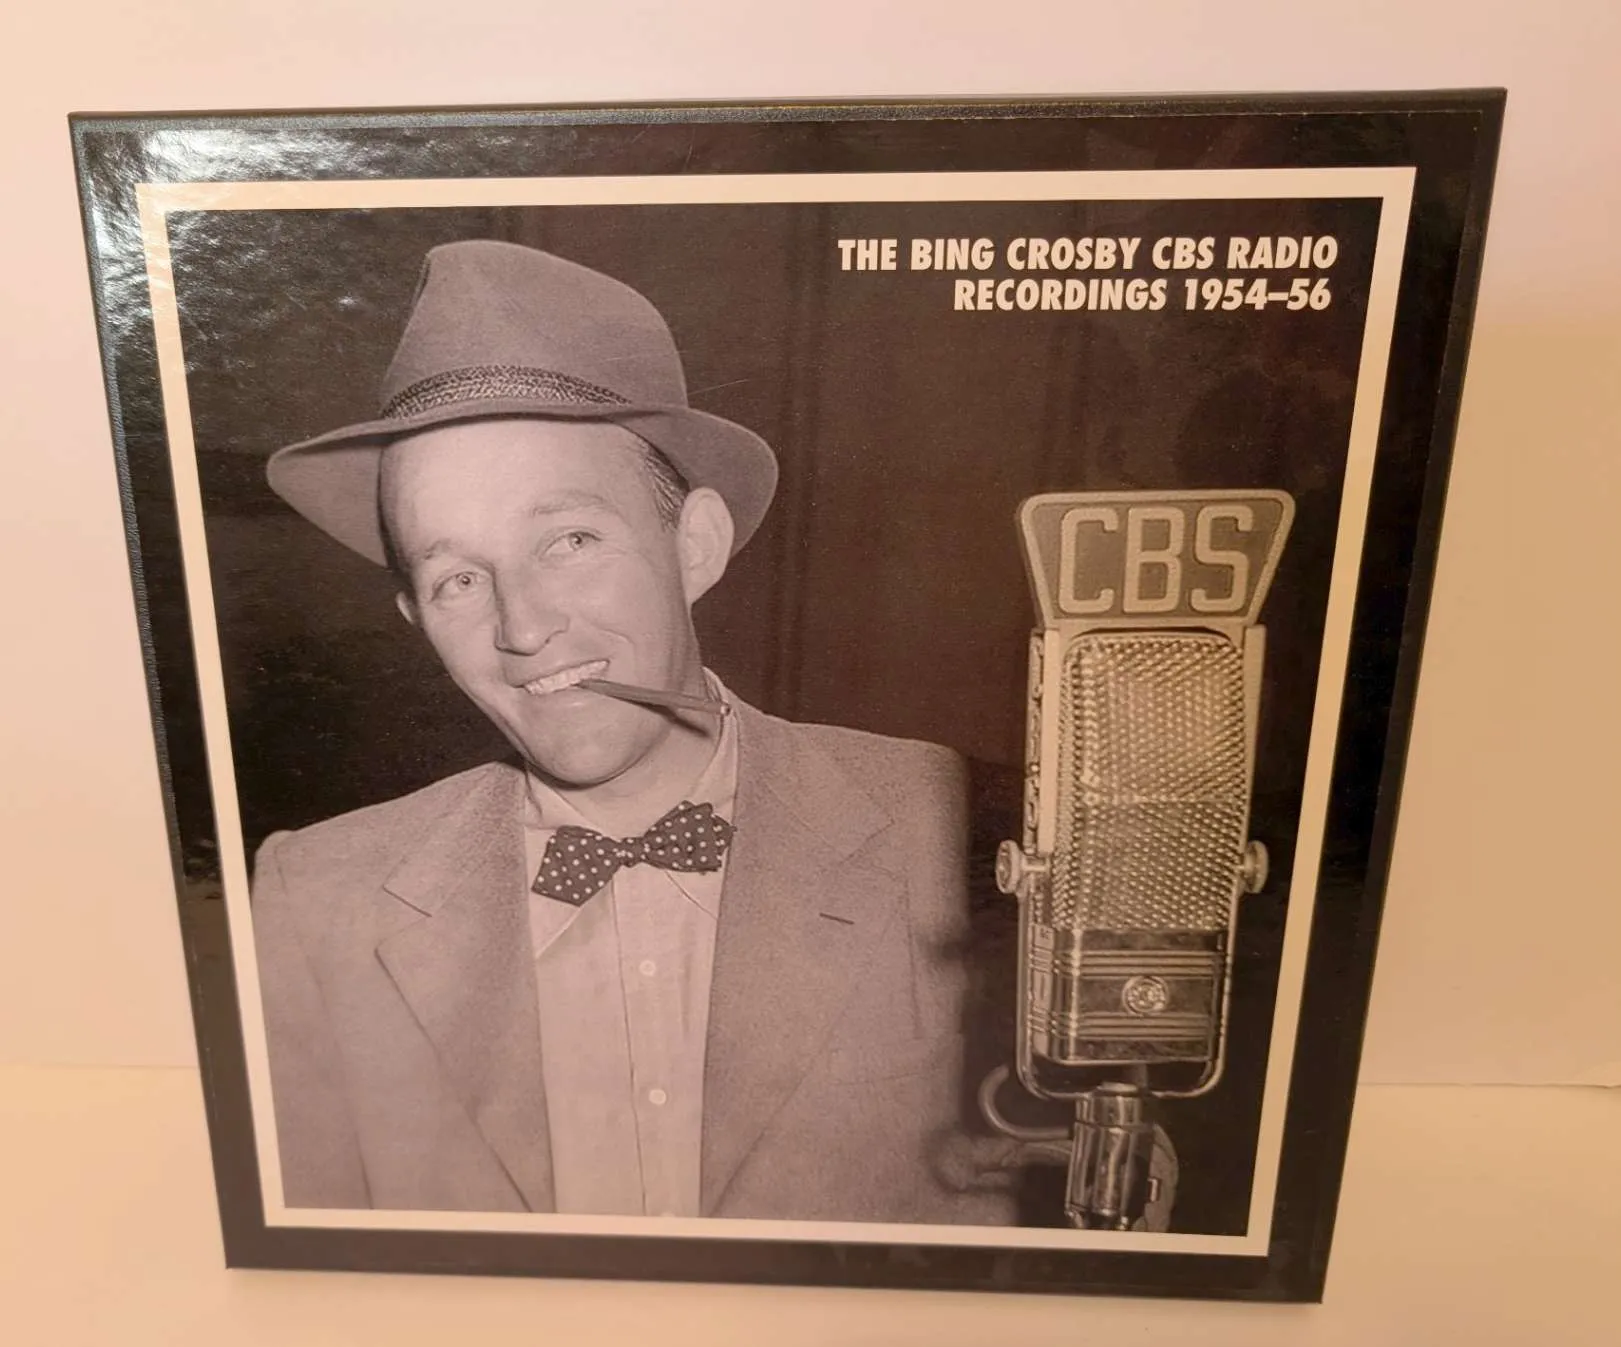 THE BING CROSBY CBS RADIO
RECORDINGS 1954–56
CBS